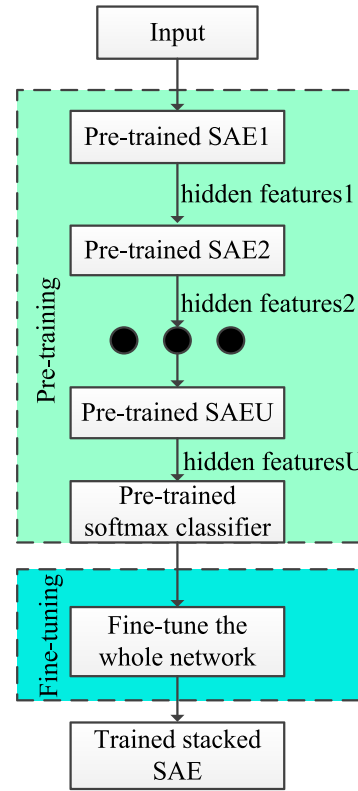 Input
Pre-training
Pre-trained SAE1
hidden features1
Pre-trained SAE2
hidden features2
Pre-trained SAEU
hidden featuresU
Pre-trained
softmax classifier
Fine-tuning
Fine-tune the
whole network
Trained stacked
SAE